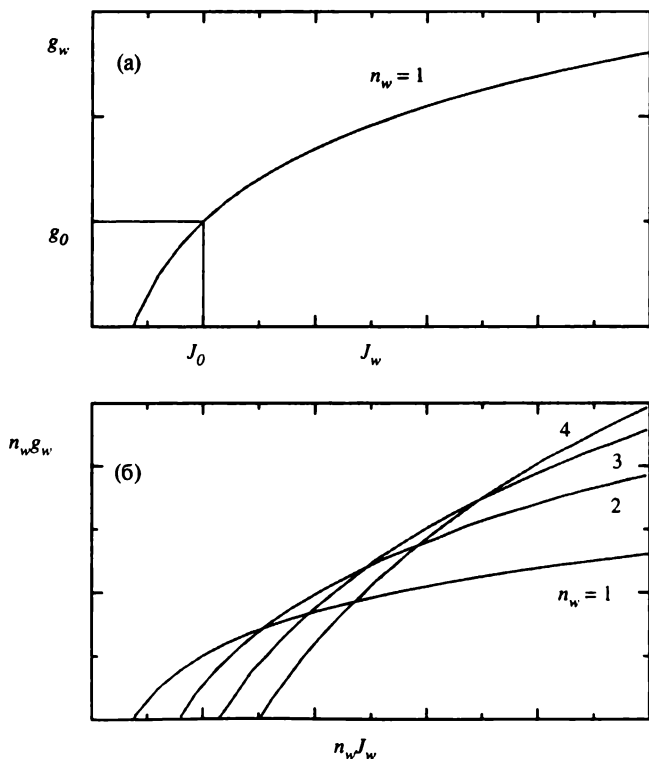 g_w
(а)
n_w = 1
g_0
J_0
J_w
n_w g_w
(б)
4
3
2
n_w = 1
n_w J_w